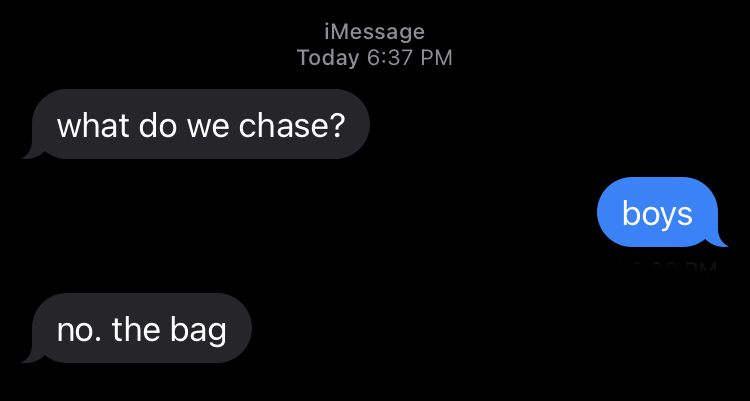 iMessage
Today 6:37 PM
what do we chase?
boys
no. the bag